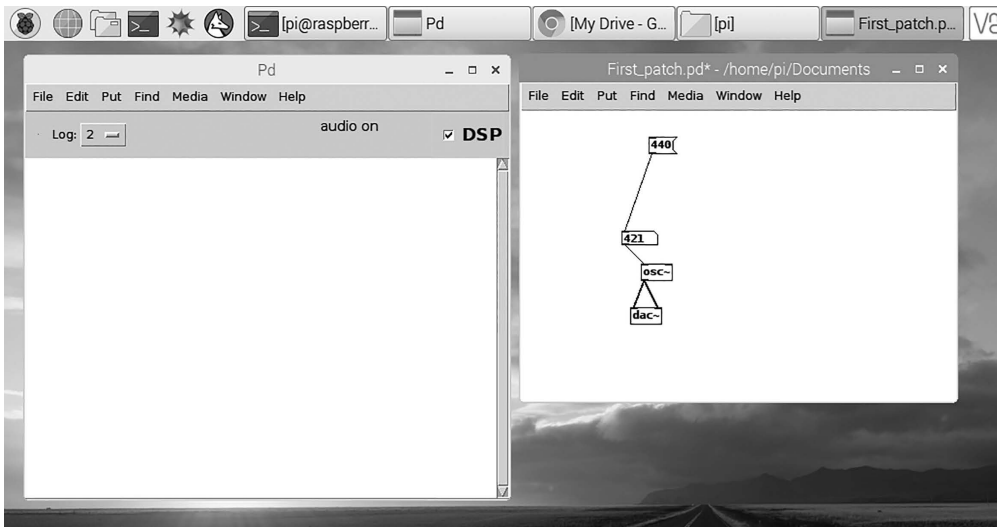 [pi@raspberr... Pd [My Drive - G... [pi] First_patch.p...
Pd
File Edit Put Find Media Window Help
Log: 2 audio on DSP
First_patch.pd* - /home/pi/Documents
File Edit Put Find Media Window Help
440
421
osc~
dac~